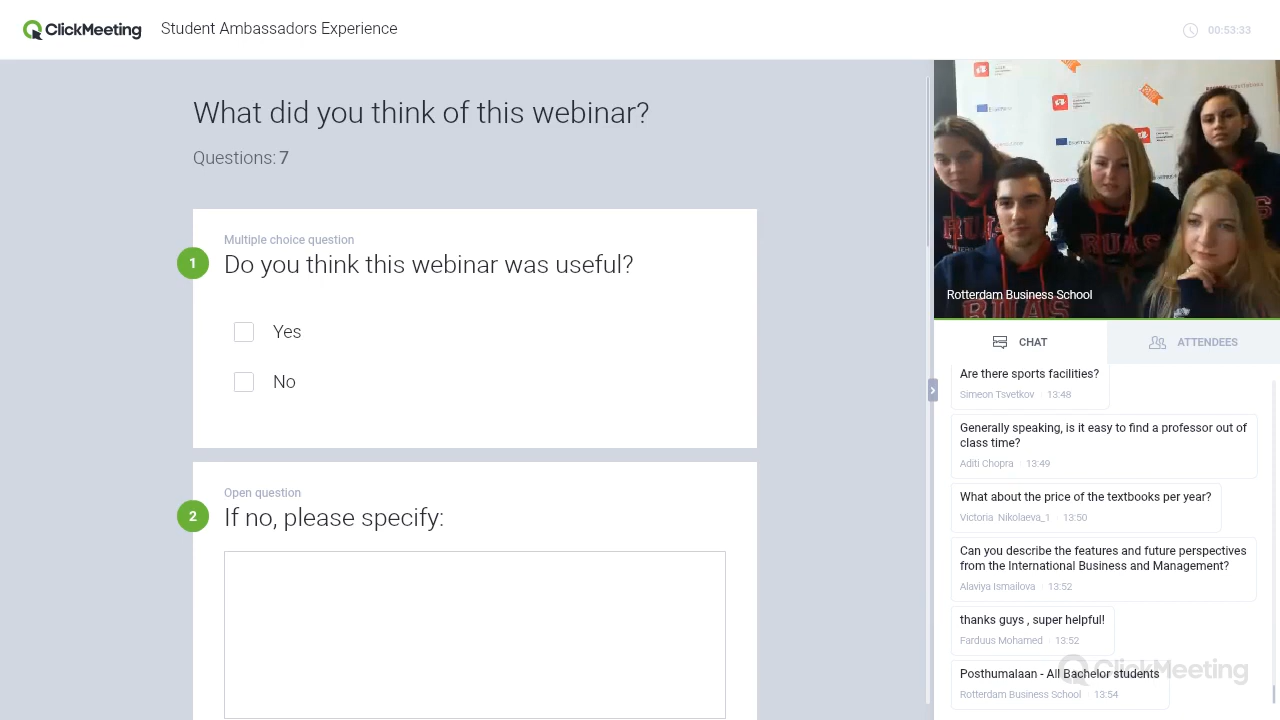 ClickMeeting
Student Ambassadors Experience
00:53:33
What did you think of this webinar?
Questions: 7
Multiple choice question
1
Do you think this webinar was useful?
Yes
No
Open question
2
If no, please specify:
RUAS
RUAS
Rotterdam Business School
CHAT
ATTENDEES
Are there sports facilities?
Simeon Tsvetkov · 13:48
Generally speaking, is it easy to find a professor out of
class time?
Aditi Chopra · 13:49
What about the price of the textbooks per year?
Victoria Nikolaeva_1 · 13:50
Can you describe the features and future perspectives
from the International Business and Management?
Alaviya Ismailova · 13:52
thanks guys , super helpful!
Farduus Mohamed · 13:52
Posthumalaan - All Bachelor students
Rotterdam Business School · 13:54
ClickMeeting